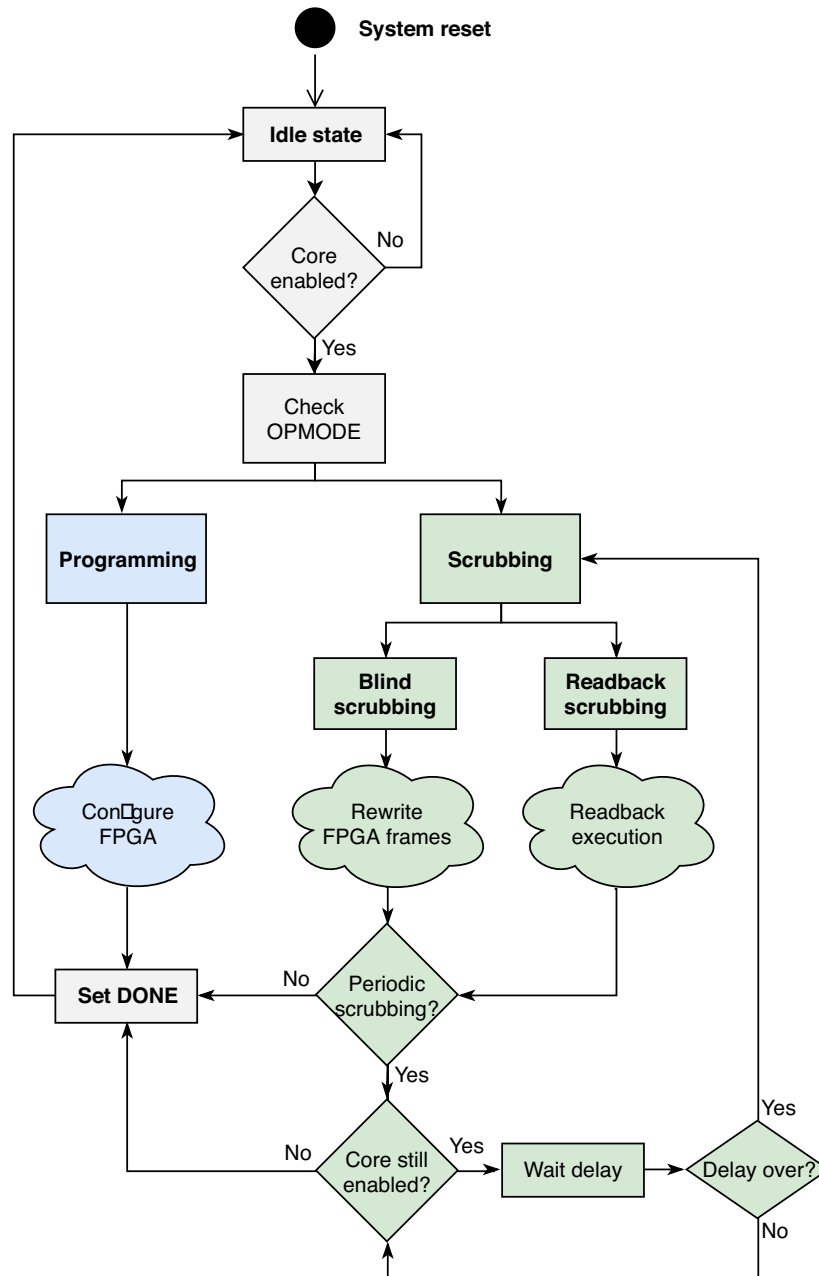 System reset
Idle state
No
Core
enabled?
Yes
Check
OPMODE
Programming
Scrubbing
Blind
scrubbing
Readback
scrubbing
Con□gure
FPGA
Rewrite
FPGA frames
Readback
execution
Set DONE
No
Periodic
scrubbing?
Yes
No
Core still
enabled?
Yes
Wait delay
Delay over?
Yes
No